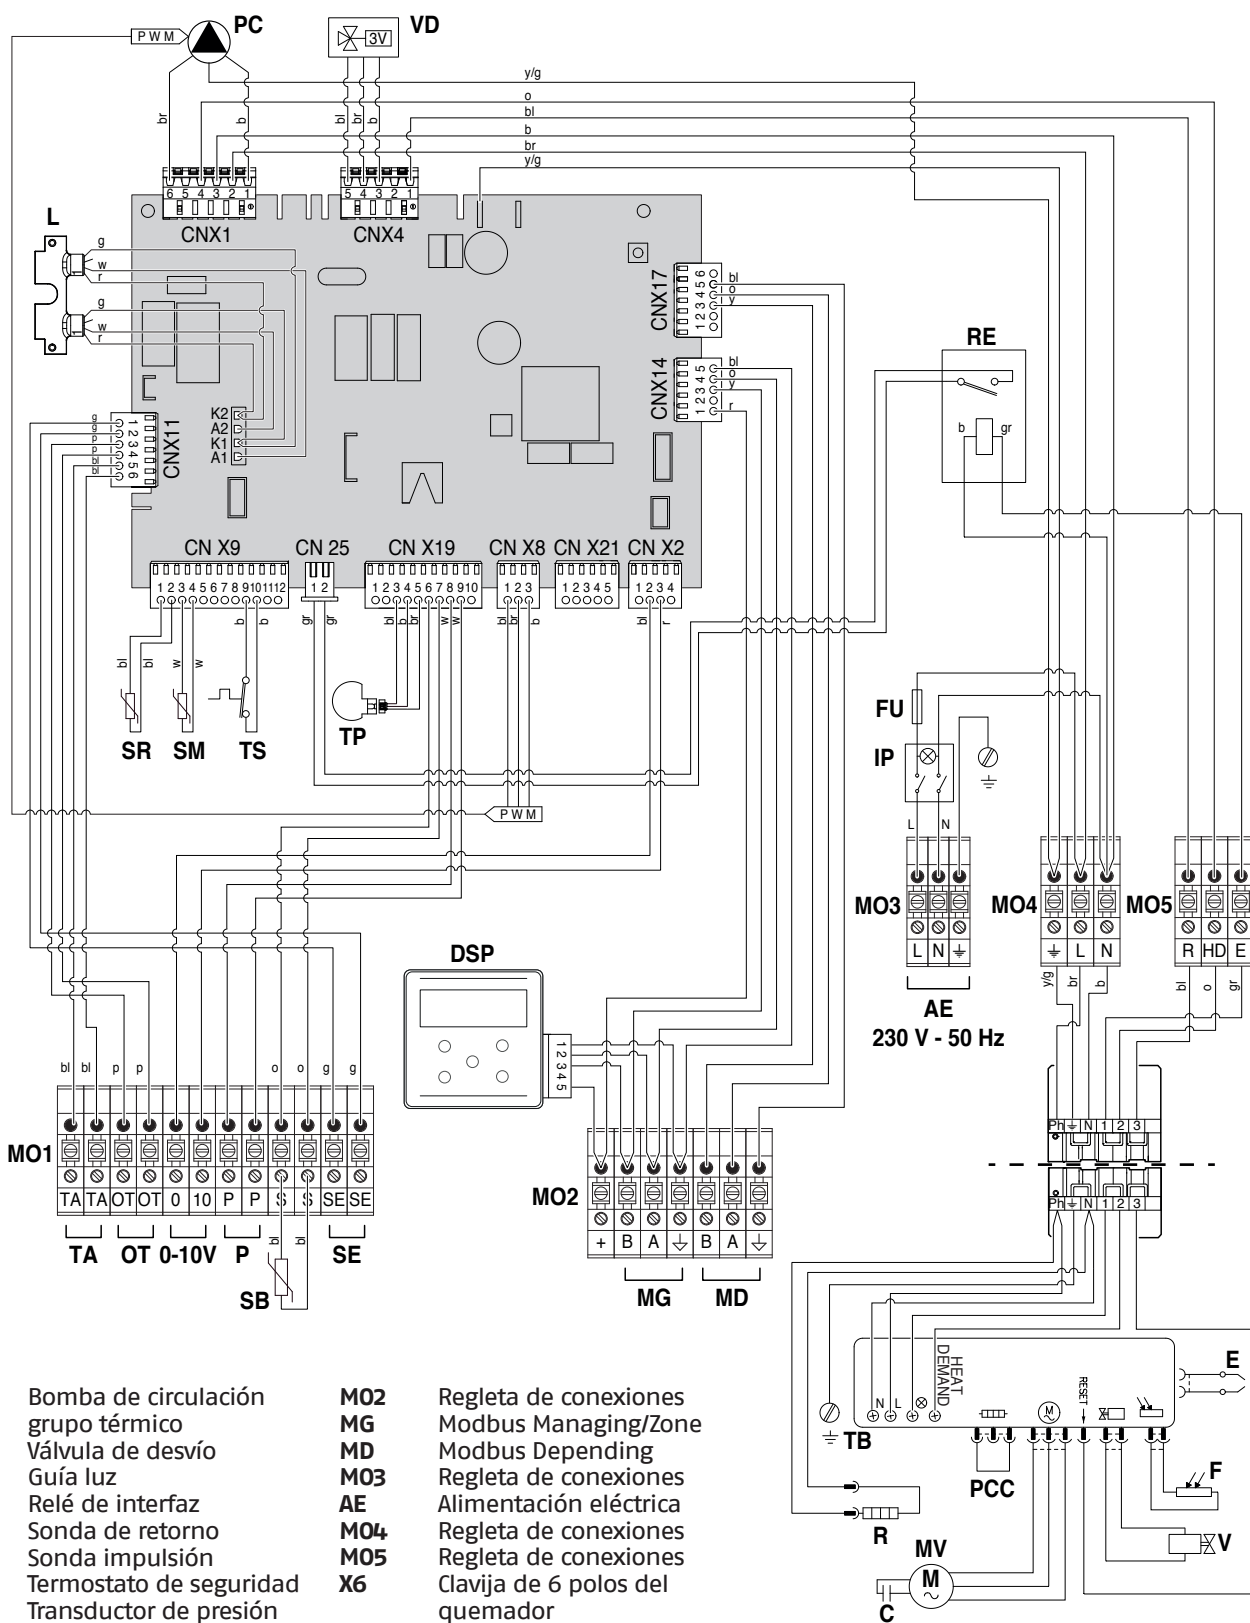 PC
VD
P W M
3V
y/g
o
bl
b
br
y/g
br
b
bl
br
b
6 5 4 3 2 1
5 4 3 2 1
CNX1
CNX4
L
g
w
r
g
w
r
K2
A2
K1
A1
g
g
p
p
bl
bl
1 2 3 4 5 6
CNX11
CNX17
1 2 3 4 5 6
bl
o
y
CNX14
1 2 3 4 5
bl
o
y
r
RE
b
gr
CN X9
CN 25
CN X19
CN X8
CN X21
CN X2
1 2 3 4 5 6 7 8 9 10 11 12
1 2
1 2 3 4 5 6 7 8 9 10
1 2 3
1 2 3 4 5
1 2 3 4
bl
bl
w
w
b
b
gr
gr
bl
b
br
w
w
bl
br
b
bl
r
SR
SM
TS
TP
P W M
FU
IP
L
N
MO3
MO4
MO5
L N
L N
R HD E
AE
230 V - 50 Hz
y/g
br
b
bl
o
gr
DSP
1 2 3 4 5
bl
bl
p
p
o
o
g
g
MO1
TA TA OT OT 0 10 P P S S SE SE
TA OT 0-10V P SE
bl
bl
SB
MO2
+ B A B A
MG
MD
Ph N 1 2 3
Ph N 1 2 3
HEAT DEMAND
N
L
RESET
M
TB
PCC
E
F
R
V
MV
M
C
Bomba de circulación
grupo térmico
Válvula de desvío
Guía luz
Relé de interfaz
Sonda de retorno
Sonda impulsión
Termostato de seguridad
Transductor de presión
MO2 Regleta de conexiones
MG Modbus Managing/Zone
MD Modbus Depending
MO3 Regleta de conexiones
AE Alimentación eléctrica
MO4 Regleta de conexiones
MO5 Regleta de conexiones
X6 Clavija de 6 polos del
quemador